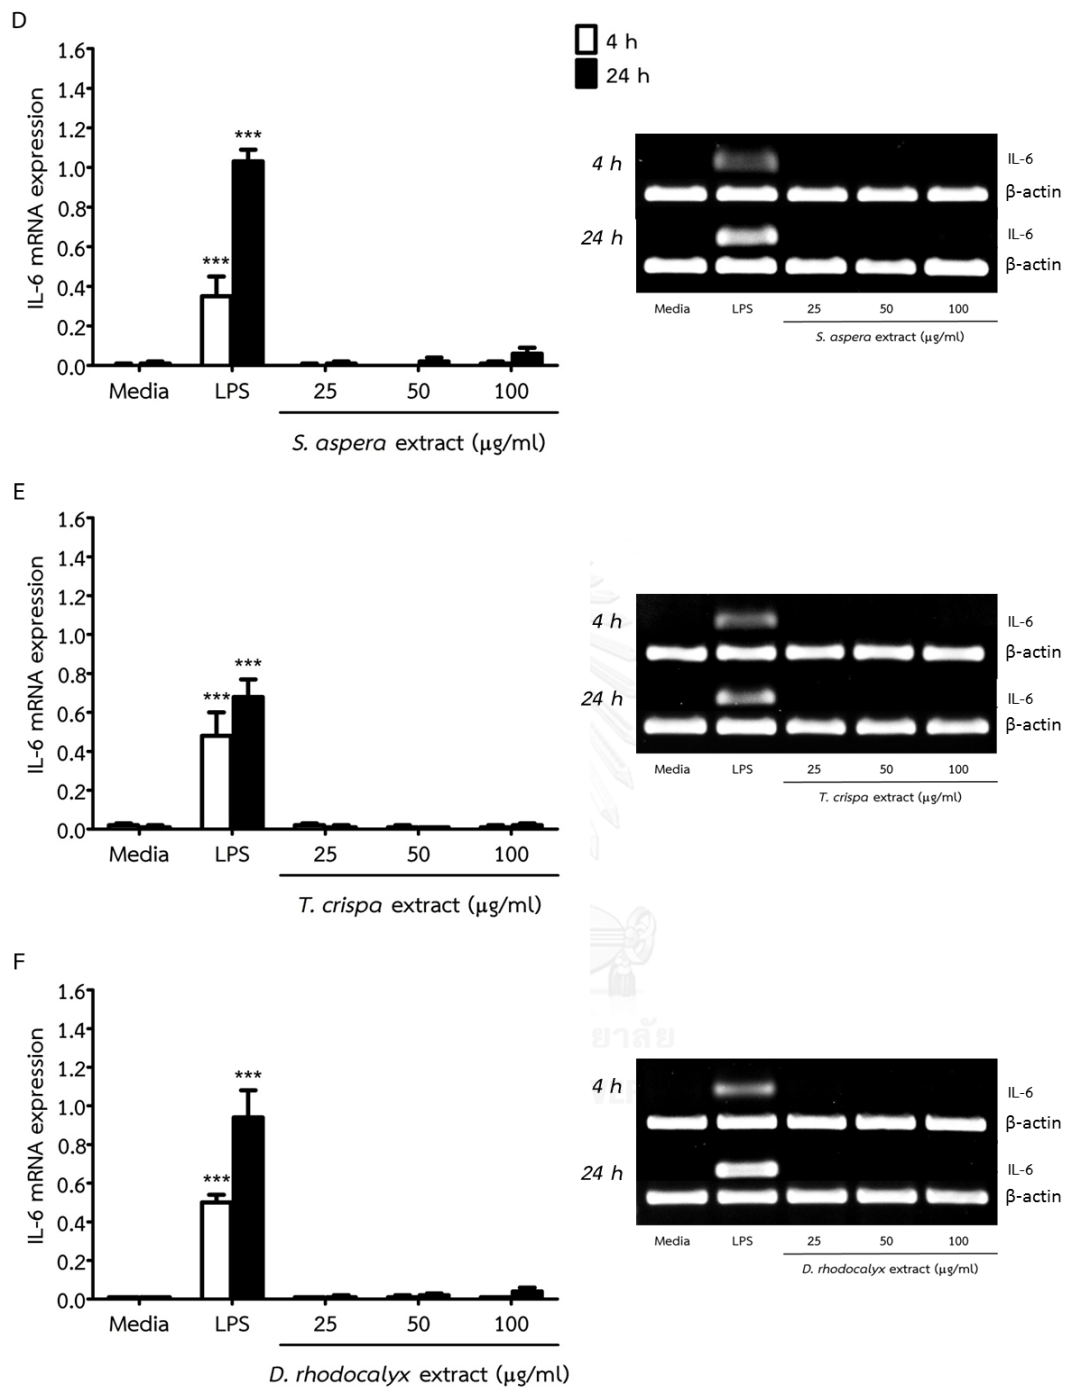 D
4 h
24 h
IL-6 mRNA expression
1.6
1.4
1.2
1.0
0.8
0.6
0.4
0.2
0.0
***
***
Media LPS 25 50 100
S. aspera extract (µg/ml)
4 h IL-6
β-actin
24 h IL-6
β-actin
Media LPS 25 50 100
S. aspera extract (µg/ml)
E
IL-6 mRNA expression
1.6
1.4
1.2
1.0
0.8
0.6
0.4
0.2
0.0
***
***
Media LPS 25 50 100
T. crispa extract (µg/ml)
4 h IL-6
β-actin
24 h IL-6
β-actin
Media LPS 25 50 100
T. crispa extract (µg/ml)
F
IL-6 mRNA expression
1.6
1.4
1.2
1.0
0.8
0.6
0.4
0.2
0.0
***
***
Media LPS 25 50 100
D. rhodocalyx extract (µg/ml)
ยาลัย
4 h IL-6
β-actin
24 h IL-6
β-actin
Media LPS 25 50 100
D. rhodocalyx extract (µg/ml)